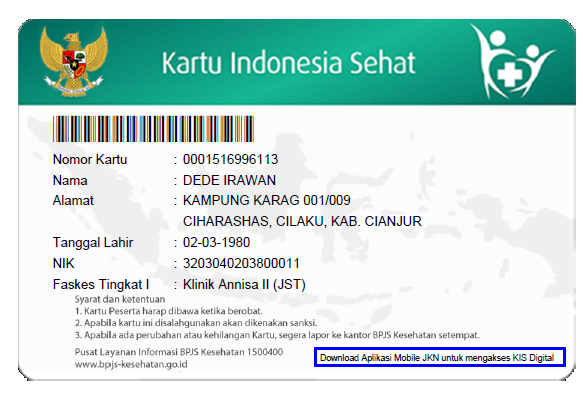 Kartu Indonesia Sehat
Nomor Kartu : 0001516996113
Nama : DEDE IRAWAN
Alamat : KAMPUNG KARAG 001/009
CIHARASHAS, CILAKU, KAB. CIANJUR
Tanggal Lahir : 02-03-1980
NIK : 3203040203800011
Faskes Tingkat I : Klinik Annisa II (JST)
Syarat dan ketentuan
1. Kartu Peserta harap dibawa ketika berobat.
2. Apabila kartu ini disalahgunakan akan dikenakan sanksi.
3. Apabila ada perubahan atau kehilangan Kartu, segera lapor ke kantor BPJS Kesehatan setempat.
Pusat Layanan Informasi BPJS Kesehatan 1500400
www.bpjs-kesehatan.go.id
Download Aplikasi Mobile JKN untuk mengakses KIS Digital